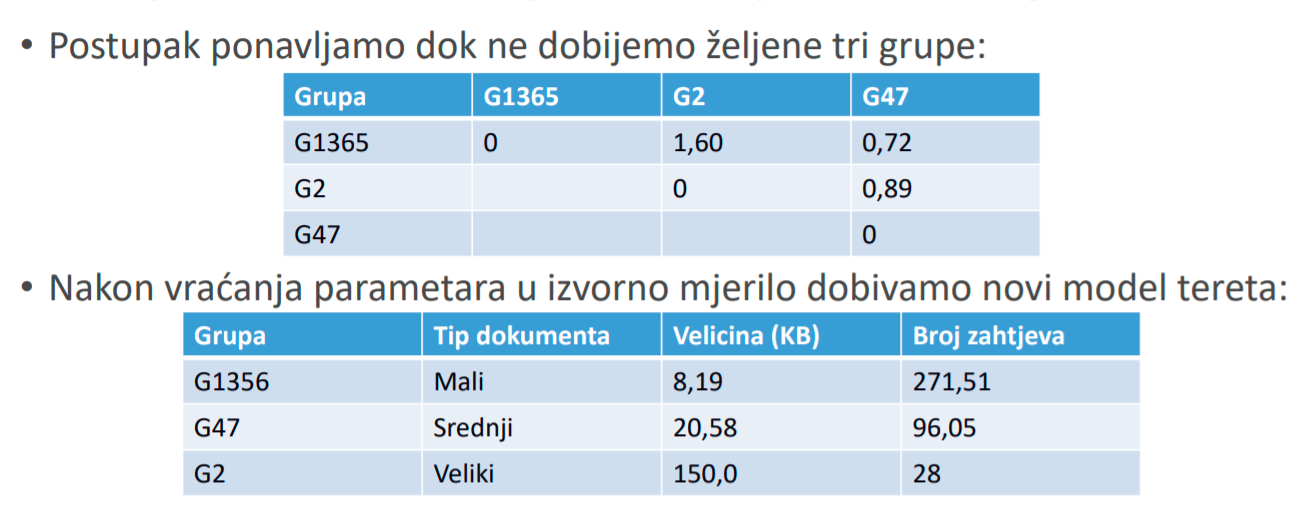 • Postupak ponavljamo dok ne dobijemo željene tri grupe:
Grupa G1365 G2 G47
G1365 0 1,60 0,72
G2 0 0,89
G47 0
• Nakon vraćanja parametara u izvorno mjerilo dobivamo novi model tereta:
Grupa Tip dokumenta Velicina (KB) Broj zahtjeva
G1356 Mali 8,19 271,51
G47 Srednji 20,58 96,05
G2 Veliki 150,0 28